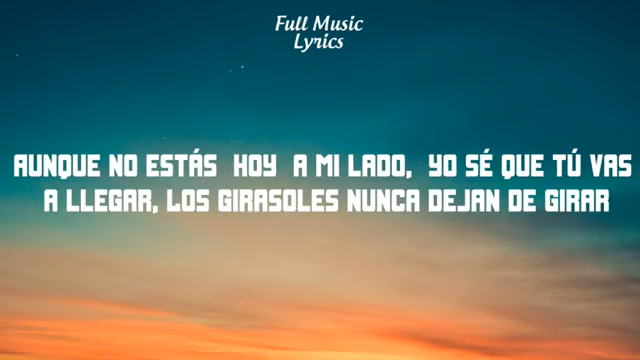 Full Music
Lyrics
AUNQUE NO ESTÁS HOY A MI LADO, YO SÉ QUE TÚ VAS
A LLEGAR, LOS GIRASOLES NUNCA DEJAN DE GIRAR